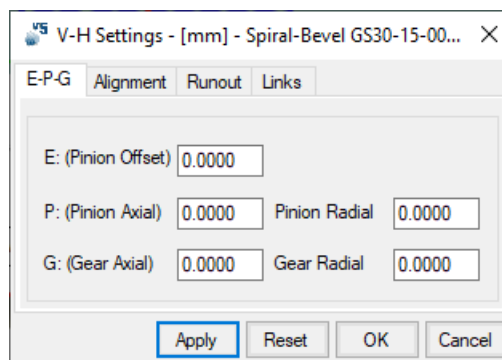 V-H Settings - [mm] - Spiral-Bevel GS30-15-00...
E-P-G Alignment Runout Links
E: (Pinion Offset) 0.0000
P: (Pinion Axial) 0.0000 Pinion Radial 0.0000
G: (Gear Axial) 0.0000 Gear Radial 0.0000
Apply Reset OK Cancel